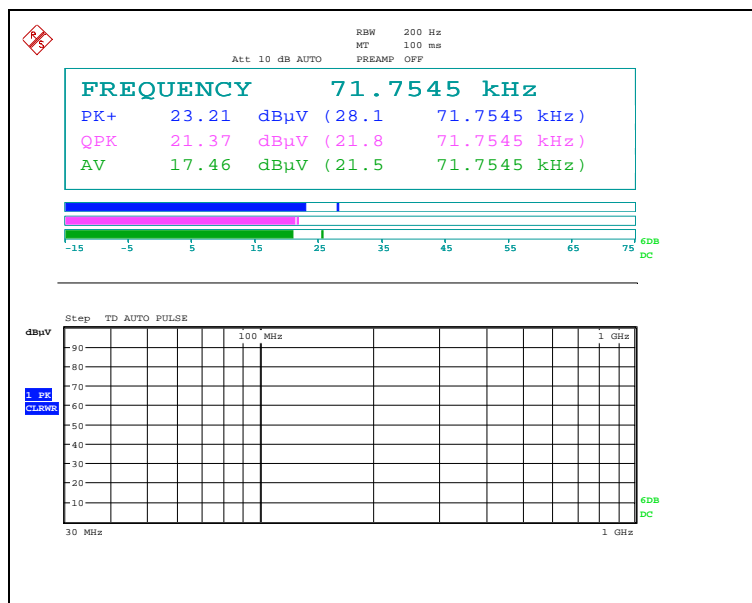 R/S
RBW 200 Hz
MT 100 ms
Att 10 dB AUTO PREAMP OFF
FREQUENCY 71.7545 kHz
PK+ 23.21 dBµV (28.1 71.7545 kHz)
QPK 21.37 dBµV (21.8 71.7545 kHz)
AV 17.46 dBµV (21.5 71.7545 kHz)
-15 -5 5 15 25 35 45 55 65 75
6DB
DC
Step TD AUTO PULSE
dBµV
100 MHz 1 GHz
90
80
70
1 PK
CLRWR
60
50
40
30
20
10
6DB
DC
30 MHz 1 GHz